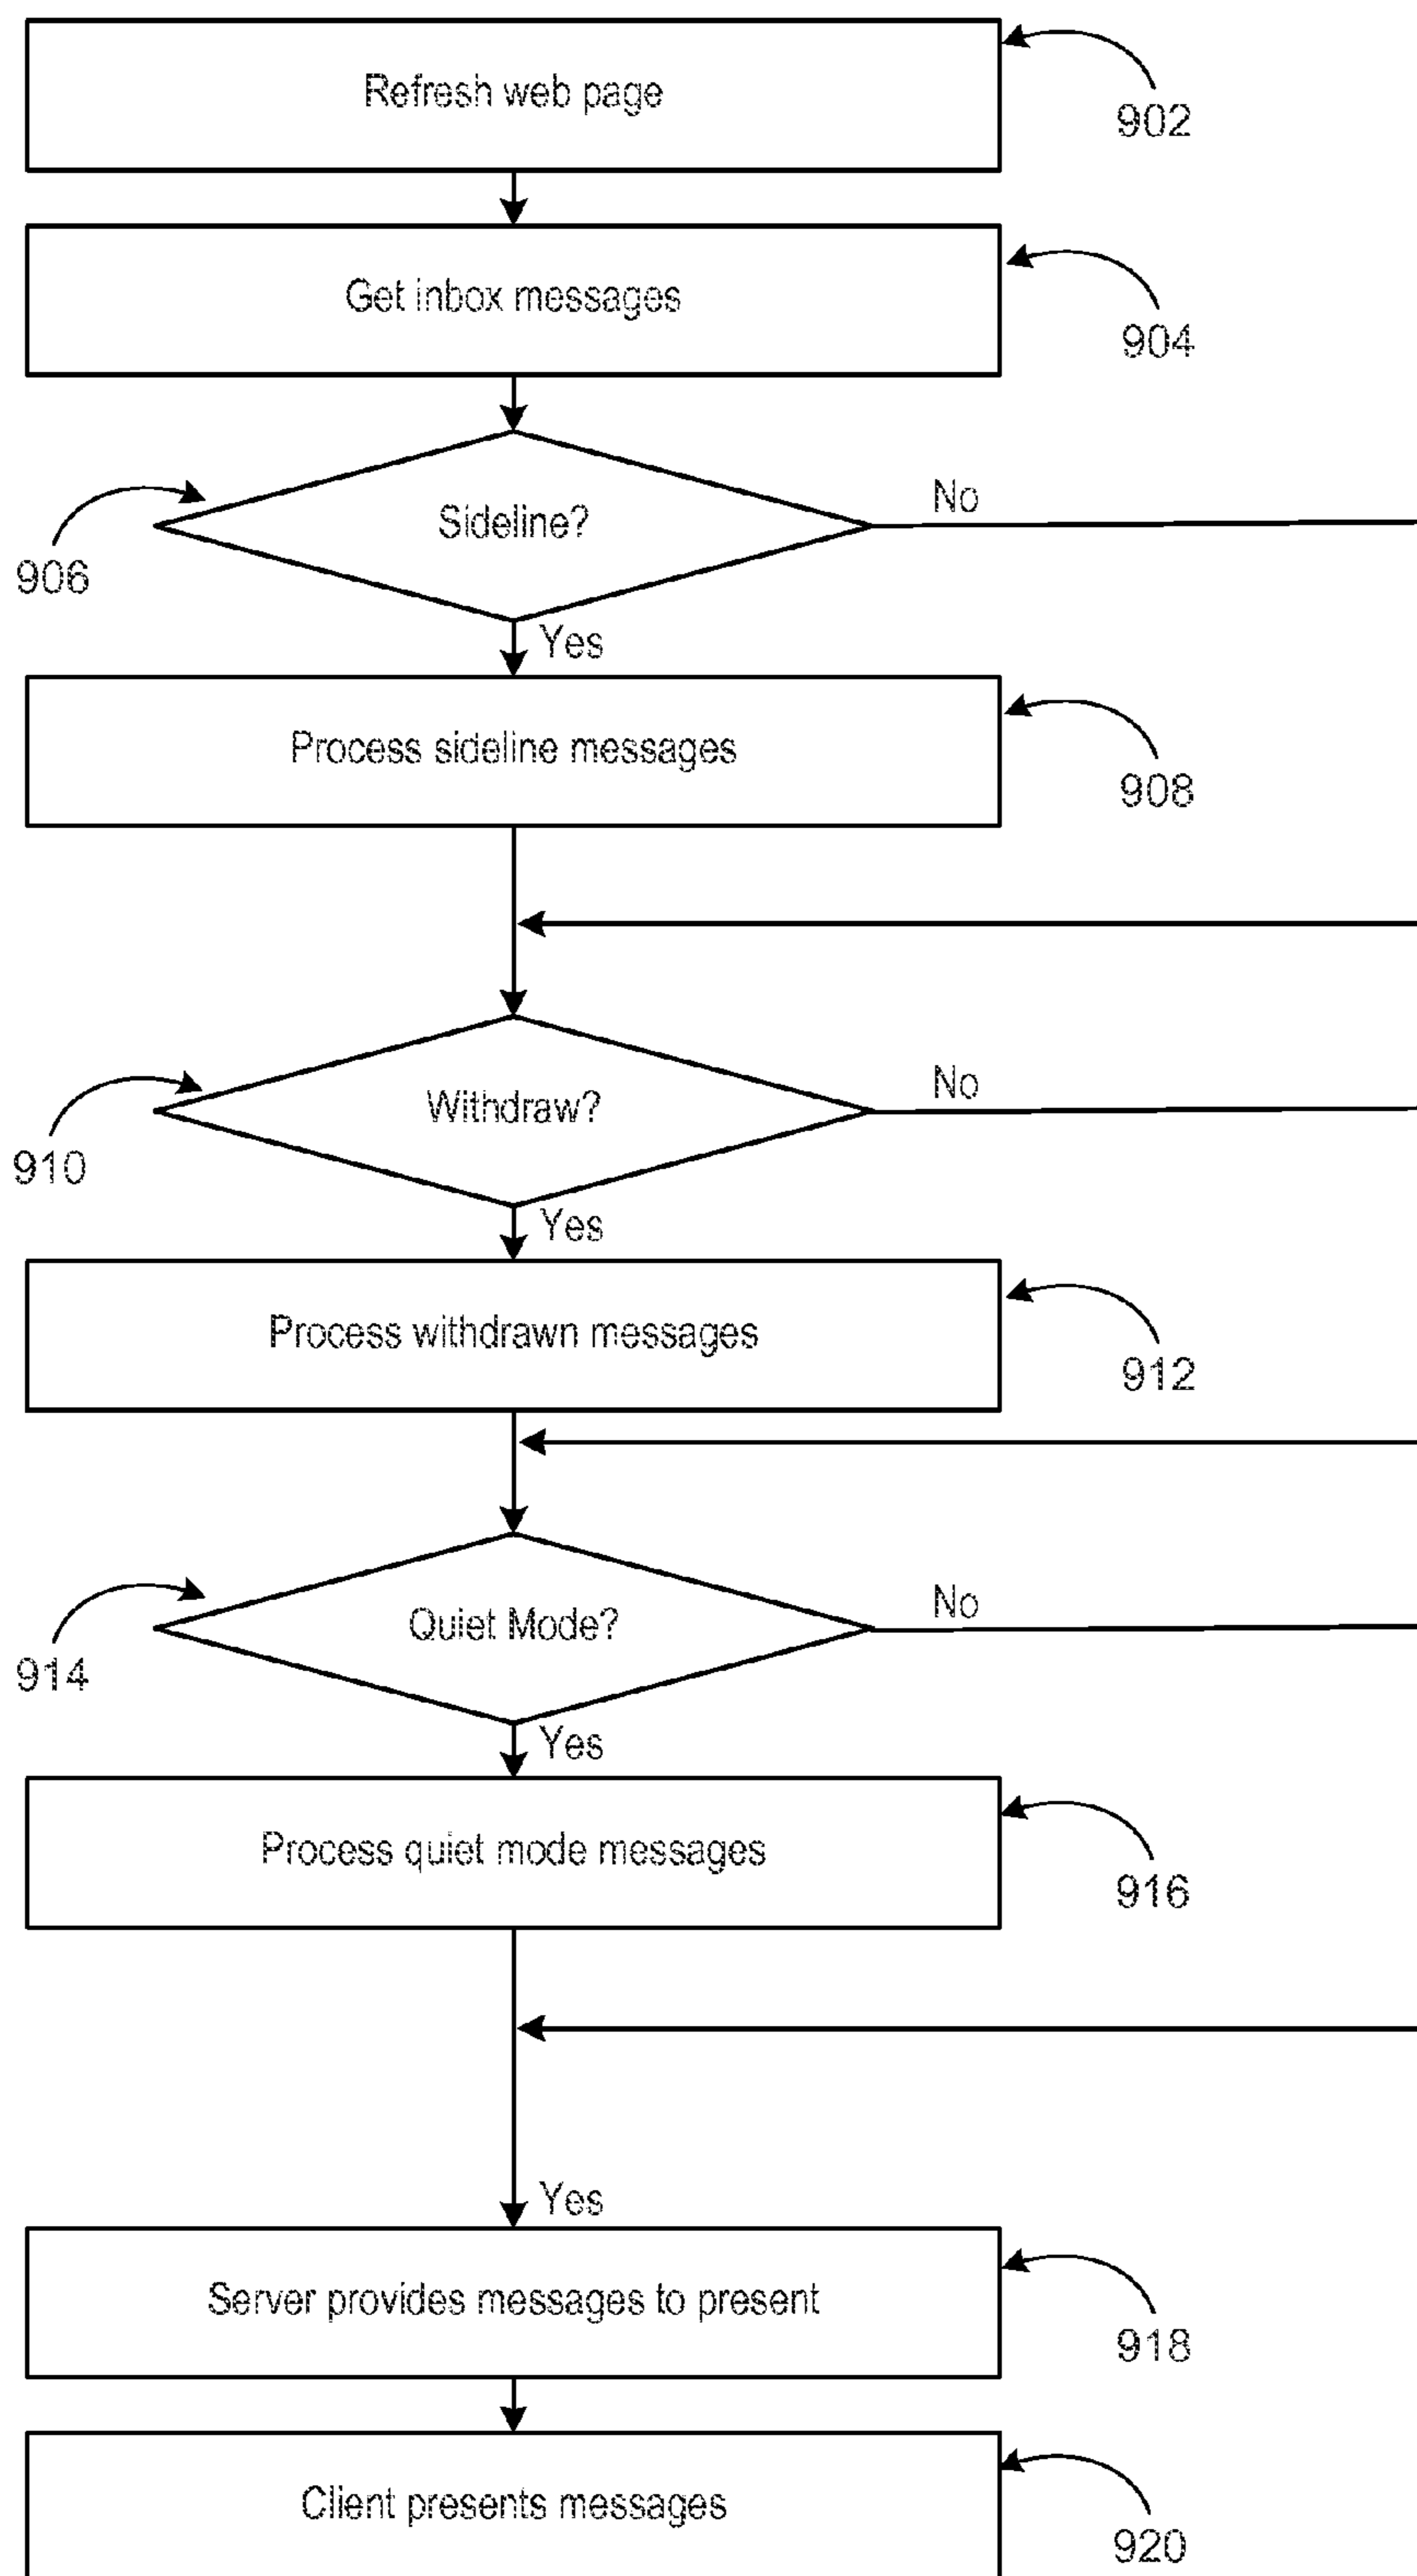 Refresh web page
902
Get inbox messages
904
Sideline?
No
906
Yes
Process sideline messages
908
Withdraw?
No
910
Yes
Process withdrawn messages
912
Quiet Mode?
No
914
Yes
Process quiet mode messages
916
Yes
Server provides messages to present
918
Client presents messages
920